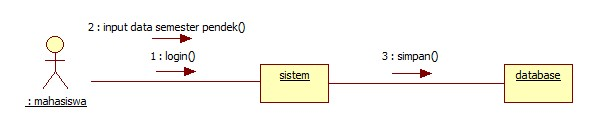 2 : input data semester pendek()
1 : login()
3 : simpan()
sistem
database
: mahasiswa